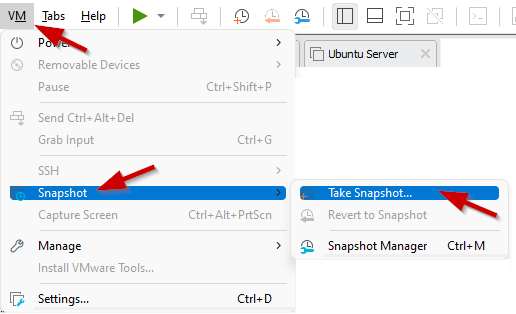 VM Tabs Help
Ubuntu Server
Power
Removable Devices
Pause Ctrl+Shift+P
Send Ctrl+Alt+Del
Grab Input Ctrl+G
SSH
Snapshot
Take Snapshot...
Capture Screen Ctrl+Alt+PrtScn
Revert to Snapshot
Manage
Snapshot Manager Ctrl+M
Install VMware Tools...
Settings... Ctrl+D